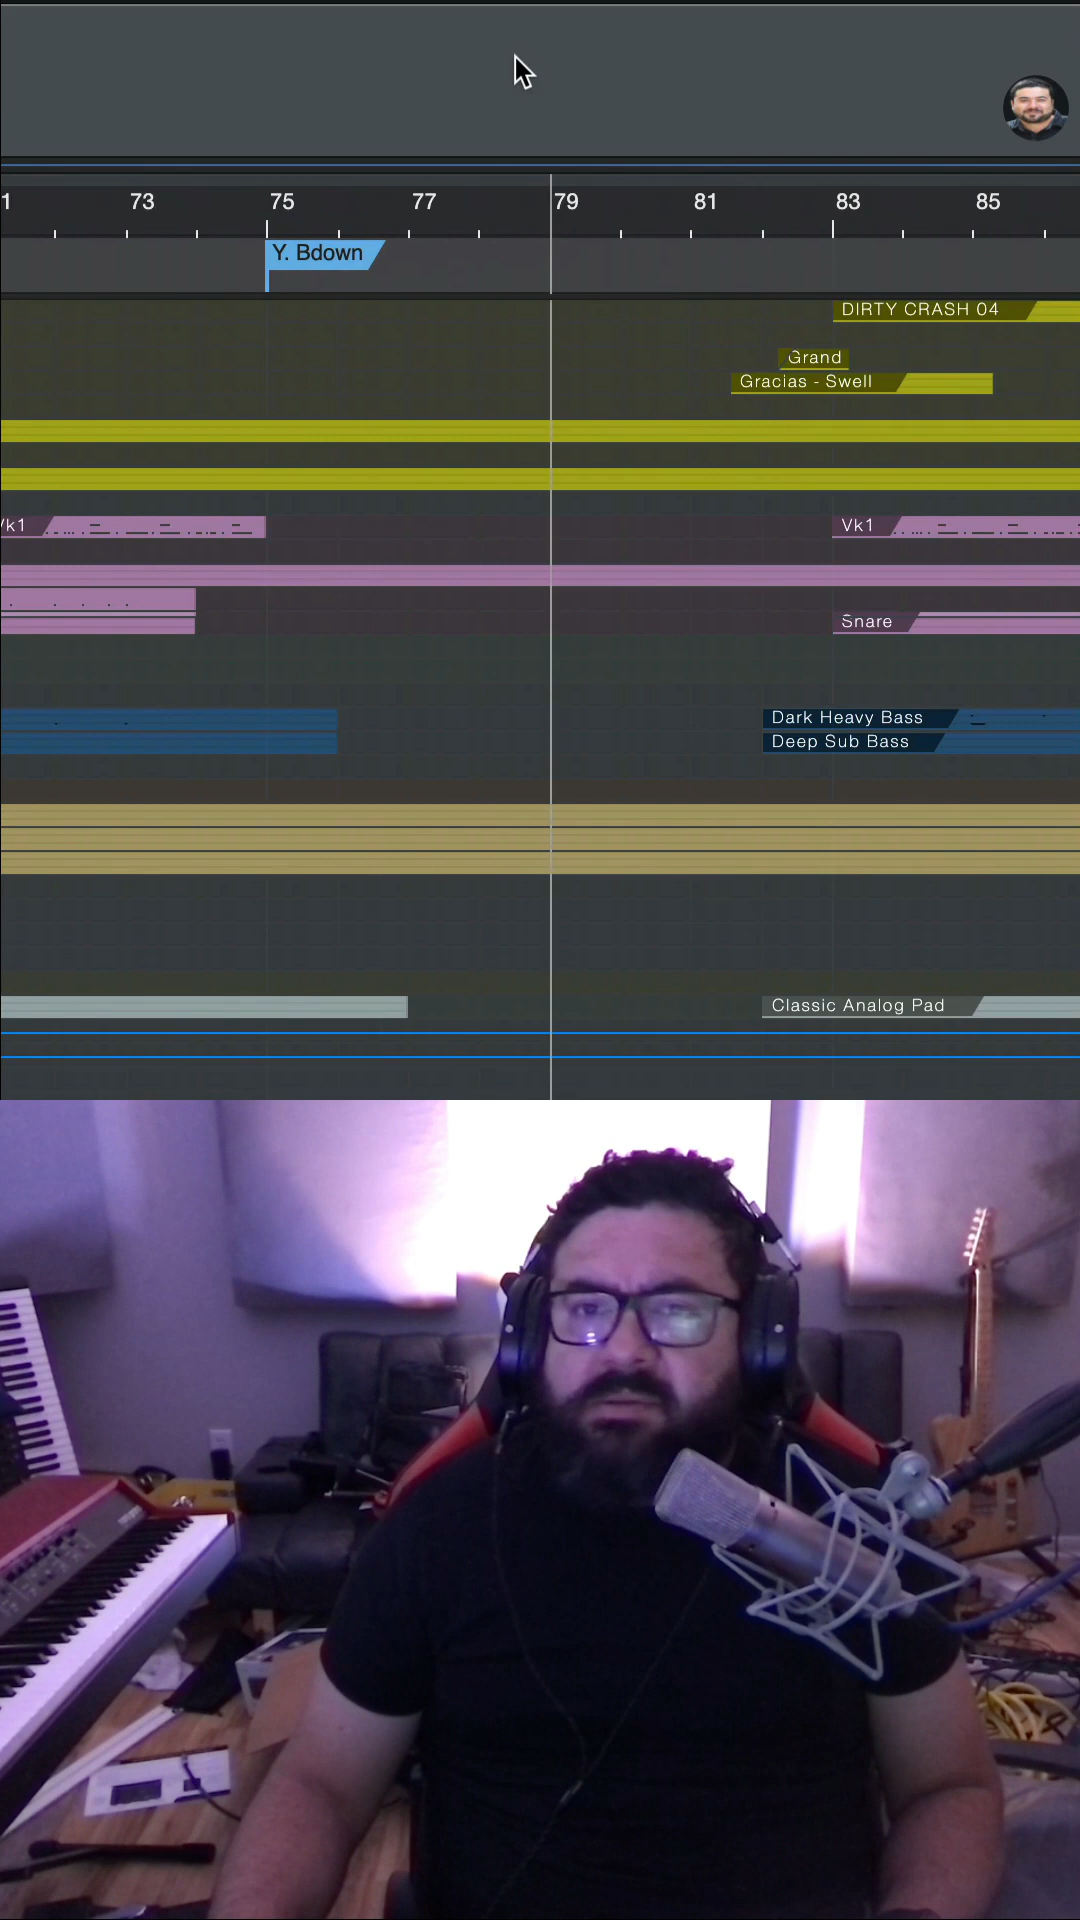 73 75 77 79 81 83 85
Y. Bdown
DIRTY CRASH 04
Grand
Gracias - Swell
Vk1 Vk1
Snare
Dark Heavy Bass
Deep Sub Bass
Classic Analog Pad